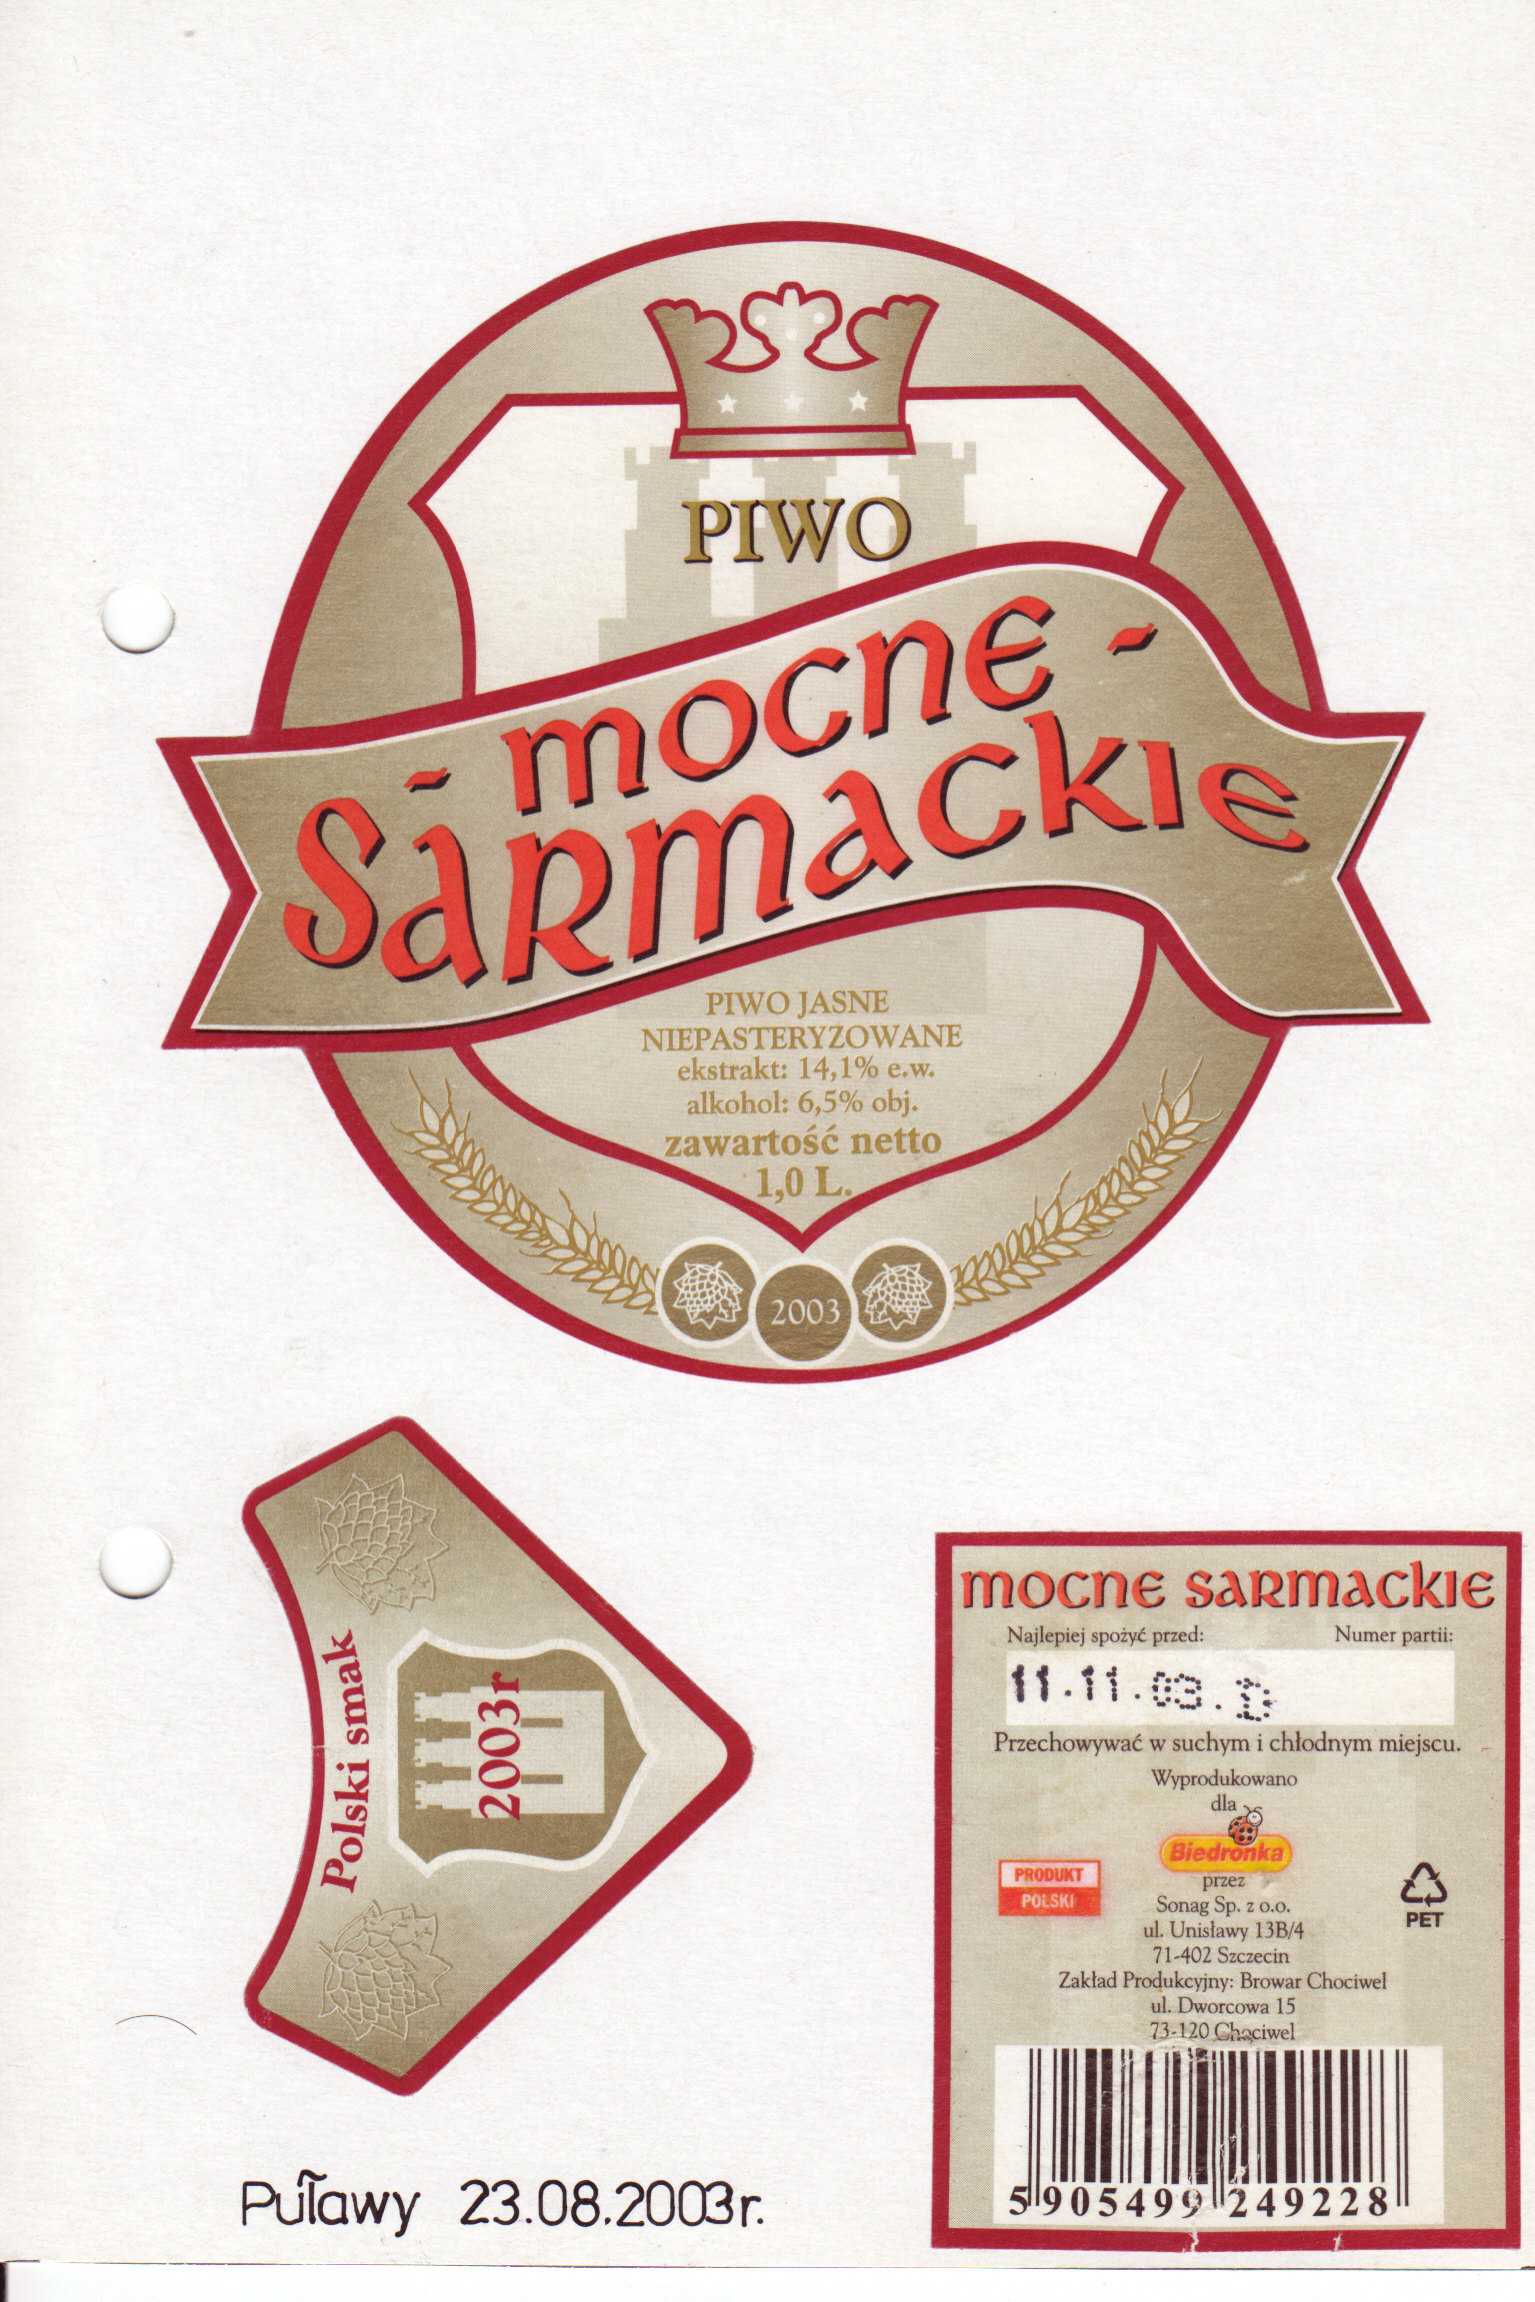 PIWO
- mocne -
Sarmackie
PIWO JASNE
NIEPASTERYZOWANE
ekstrakt: 14,1% e.w.
alkohol: 6,5% obj.
zawartość netto
1,0 L.
2003
Polski smak
2003r
mocne sarmackie
Najlepiej spożyć przed: Numer partii:
11.11.03.D
Przechowywać w suchym i chłodnym miejscu.
Wyprodukowano
dla
Biedronka
PRODUKT
POLSKI
przez
Sonag Sp. z o.o.
ul. Unisławy 13B/4
71-402 Szczecin
PET
Zakład Produkcyjny: Browar Chociwel
ul. Dworcowa 15
73-120 Chociwel
5 905499 249228
Puławy 23.08.2003r.